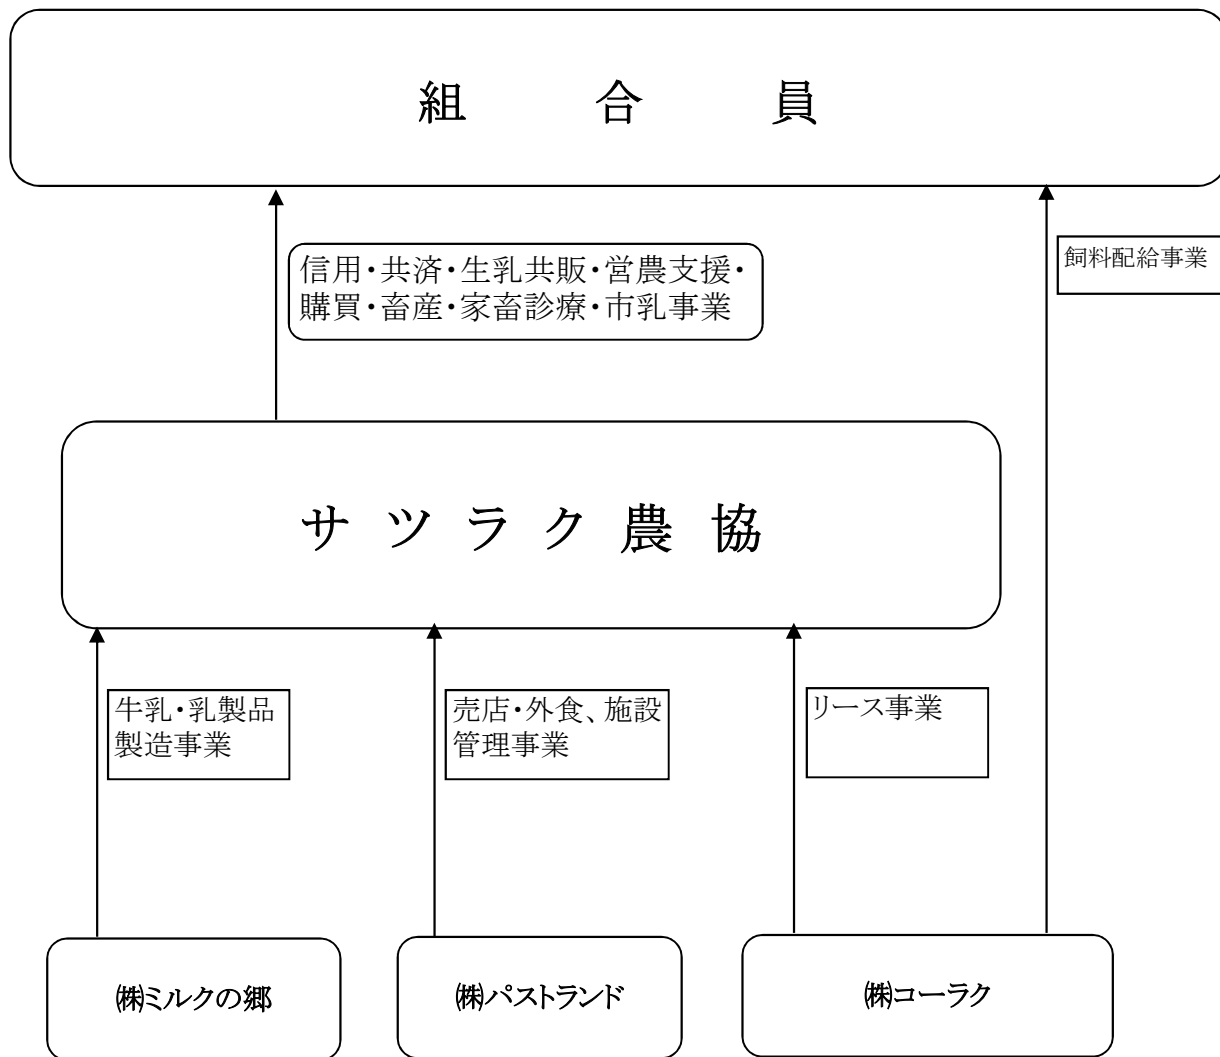 組合員
信用・共済・生乳共販・営農支援・
購買・畜産・家畜診療・市乳事業
飼料配給事業
サツラク農協
牛乳・乳製品
製造事業
売店・外食、施設
管理事業
リース事業
㈱ミルクの郷
㈱パストランド
㈱コーラク